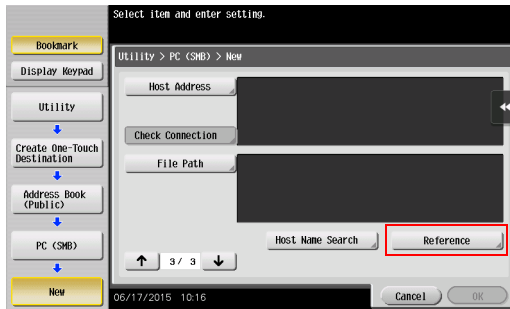 Select item and enter setting.
Bookmark
Display Keypad
Utility
Create One-Touch
Destination
Address Book
(Public)
PC (SMB)
New
Utility > PC (SMB) > New
Host Address
Check Connection
File Path
Host Name Search
Reference
3/ 3
06/17/2015 10:16
Cancel
OK